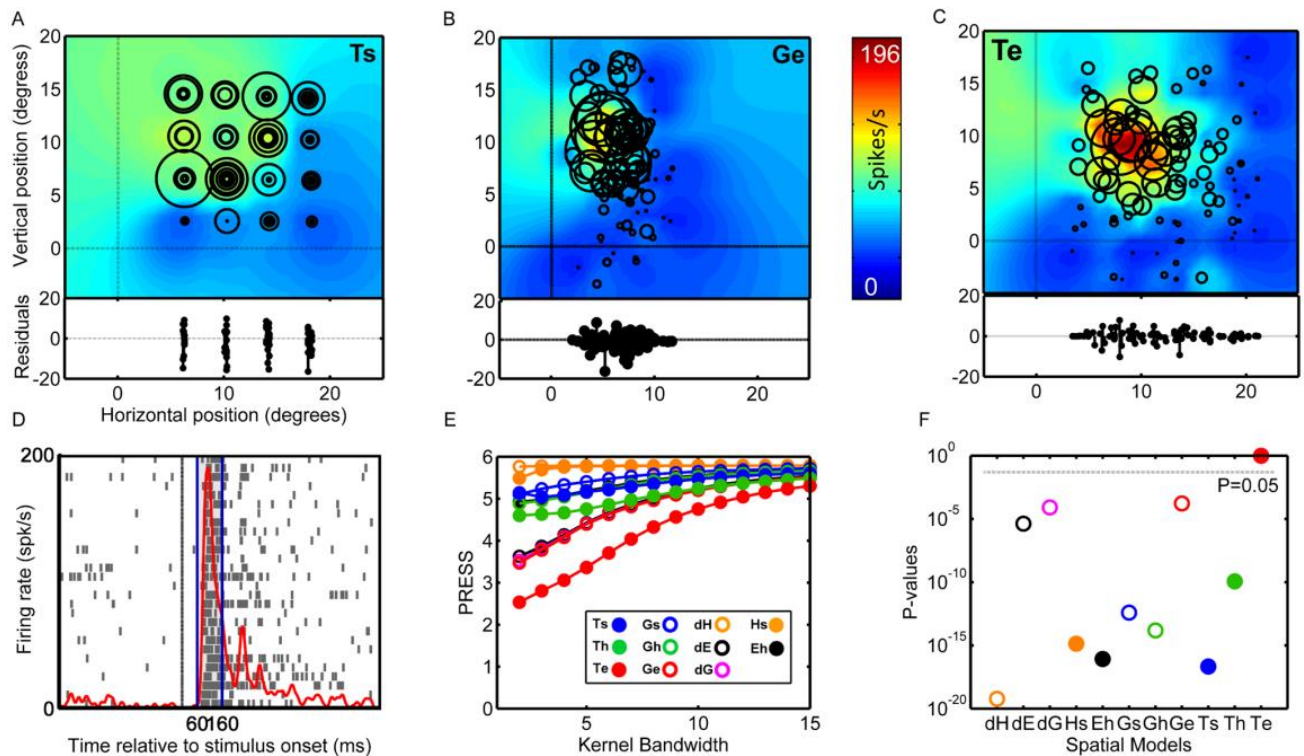 A
B
C
20
15
10
5
0
Vertical position (degress)
Ts
20
15
10
5
0
Ge
196
Spikes/s
0
20
15
10
5
0
Te
20
0
-20
Residuals
0
10
20
Horizontal position (degrees)
20
0
-20
0
10
20
20
0
-20
0
10
20
D
200
0
Firing rate (spk/s)
60
160
Time relative to stimulus onset (ms)
E
6
5
4
3
2
1
0
PRESS
Ts Gs dH Hs
Th Gh dE Eh
Te Ge dG
5
10
15
Kernel Bandwidth
F
10^0
10^-5
10^-10
10^-15
10^-20
P-values
P=0.05
dH dE dG Hs Eh Gs Gh Ge Ts Th Te
Spatial Models